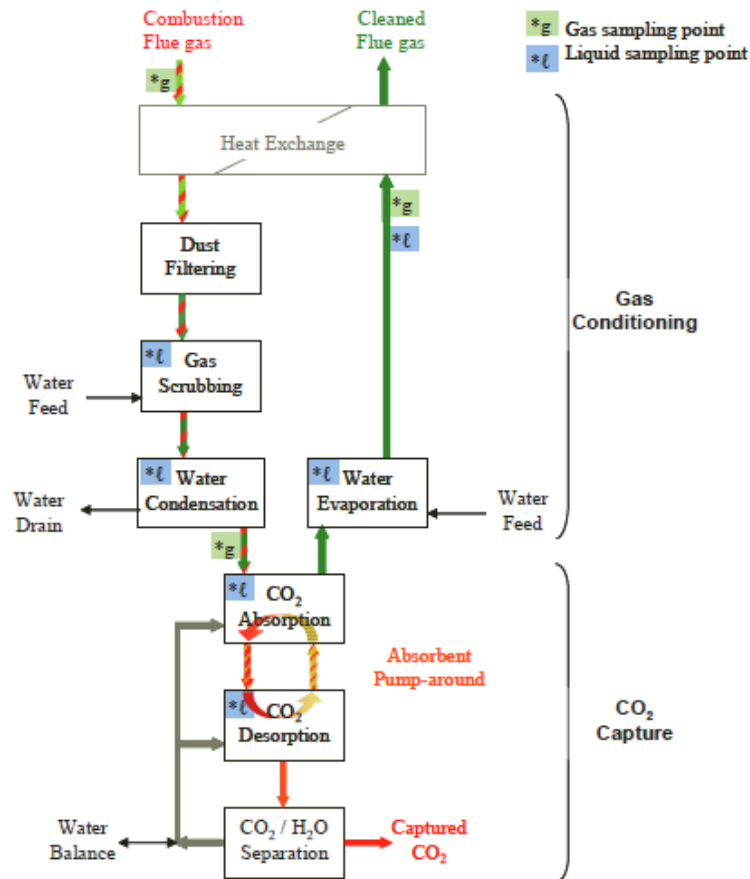 Combustion
Flue gas
Cleaned
Flue gas
*g Gas sampling point
*ℓ Liquid sampling point
*g
Heat Exchange
*g
*ℓ
Dust
Filtering
Gas
Conditioning
*ℓ Gas
Scrubbing
Water
Feed
*ℓ Water
Condensation
*ℓ Water
Evaporation
Water
Drain
Water
Feed
*g
*ℓ CO₂
Absorption
Absorbent
Pump-around
*ℓ CO₂
Desorption
CO₂
Capture
Water
Balance
CO₂ / H₂O
Separation
Captured
CO₂